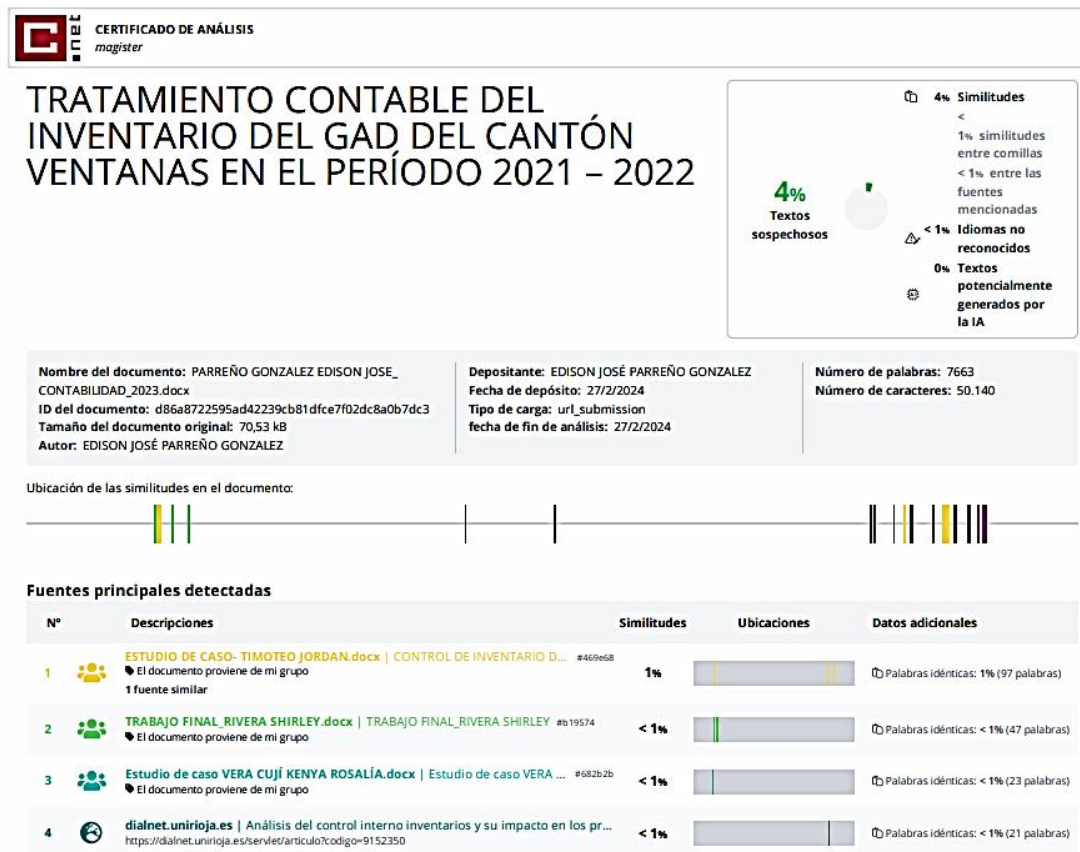 .net
CERTIFICADO DE ANÁLISIS
magister
TRATAMIENTO CONTABLE DEL
INVENTARIO DEL GAD DEL CANTÓN
VENTANAS EN EL PERÍODO 2021 – 2022
4%
Textos
sospechosos
4% Similitudes
<
1% similitudes
entre comillas
< 1% entre las
fuentes
mencionadas
< 1% Idiomas no
reconocidos
0% Textos
potencialmente
generados por
la IA
Nombre del documento: PARREÑO GONZALEZ EDISON JOSE_
CONTABILIDAD_2023.docx
ID del documento: d86a8722595ad42239cb81dfce7f02dc8a0b7dc3
Tamaño del documento original: 70,53 kB
Autor: EDISON JOSÉ PARREÑO GONZALEZ
Depositante: EDISON JOSÉ PARREÑO GONZALEZ
Fecha de depósito: 27/2/2024
Tipo de carga: url_submission
fecha de fin de análisis: 27/2/2024
Número de palabras: 7663
Número de caracteres: 50.140
Ubicación de las similitudes en el documento:
Fuentes principales detectadas
N° Descripciones Similitudes Ubicaciones Datos adicionales
1 ESTUDIO DE CASO- TIMOTEO JORDAN.docx | CONTROL DE INVENTARIO D... #469e68
El documento proviene de mi grupo
1 fuente similar
1% Palabras idénticas: 1% (97 palabras)
2 TRABAJO FINAL_RIVERA SHIRLEY.docx | TRABAJO FINAL_RIVERA SHIRLEY #b19574
El documento proviene de mi grupo
< 1% Palabras idénticas: < 1% (47 palabras)
3 Estudio de caso VERA CUJÍ KENYA ROSALÍA.docx | Estudio de caso VERA ... #682b2b
El documento proviene de mi grupo
< 1% Palabras idénticas: < 1% (23 palabras)
4 dialnet.unirioja.es | Análisis del control interno inventarios y su impacto en los pr...
https://dialnet.unirioja.es/servlet/articulo?codigo=9152350
< 1% Palabras idénticas: < 1% (21 palabras)